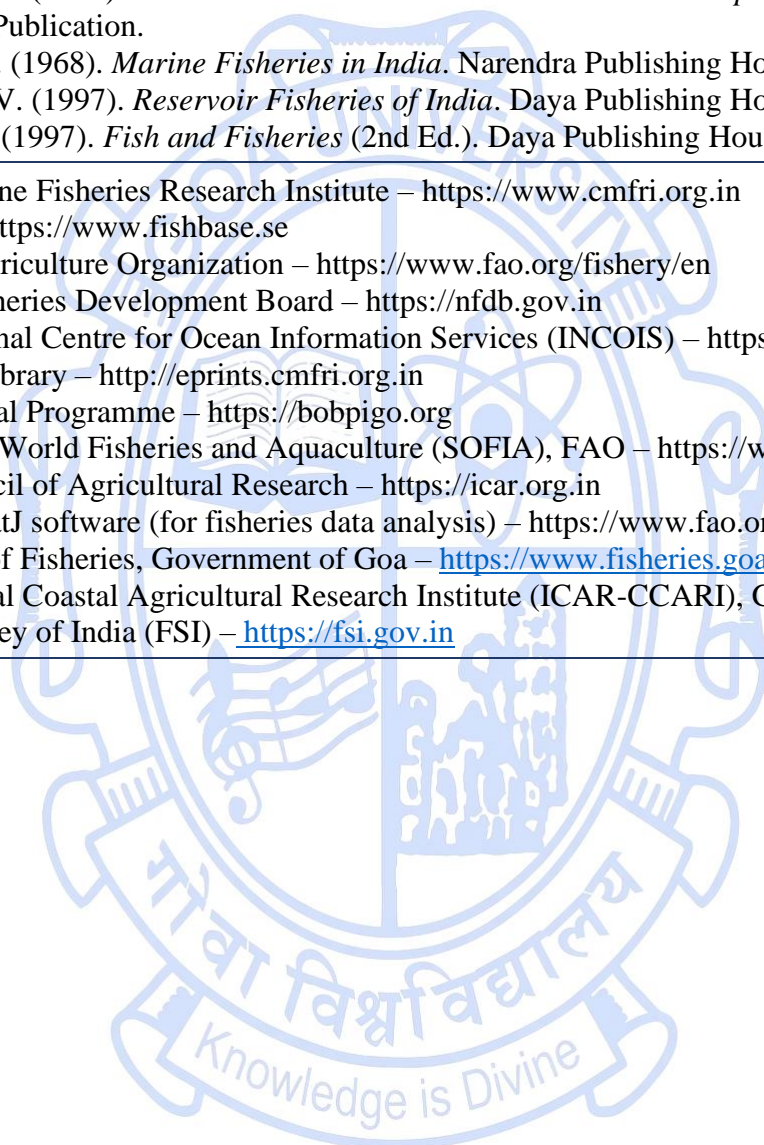 Publication.
(1968). Marine Fisheries in India. Narendra Publishing Ho
V. (1997). Reservoir Fisheries of India. Daya Publishing Ho
(1997). Fish and Fisheries (2nd Ed.). Daya Publishing Hou
ne Fisheries Research Institute – https://www.cmfri.org.in
ttps://www.fishbase.se
riculture Organization – https://www.fao.org/fishery/en
heries Development Board – https://nfdb.gov.in
nal Centre for Ocean Information Services (INCOIS) – https
brary – http://eprints.cmfri.org.in
al Programme – https://bobpigo.org
World Fisheries and Aquaculture (SOFIA), FAO – https://w
cil of Agricultural Research – https://icar.org.in
atJ software (for fisheries data analysis) – https://www.fao.or
of Fisheries, Government of Goa – https://www.fisheries.goa
al Coastal Agricultural Research Institute (ICAR-CCARI), G
ey of India (FSI) – https://fsi.gov.in
GOA UNIVERSITY
गोंवा विश्वविद्यालय
Knowledge is Divine